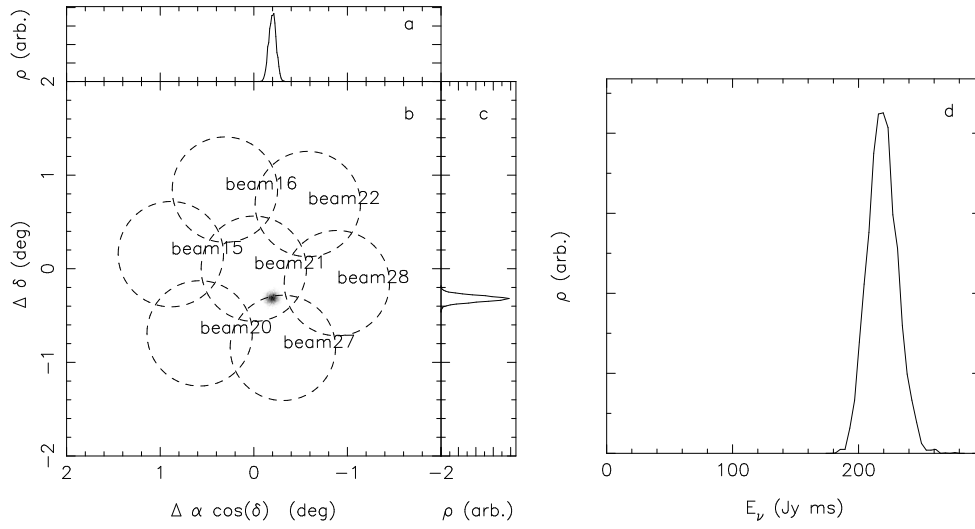 ρ (arb.)
a
2
b
c
d
beam16
beam22
1
beam15
beam21
0
beam28
Δ δ (deg)
beam20
beam27
-1
-2
2 1 0 -1 -2
Δ α cos(δ) (deg)
ρ (arb.)
ρ (arb.)
0 100 200
E_ν (Jy ms)